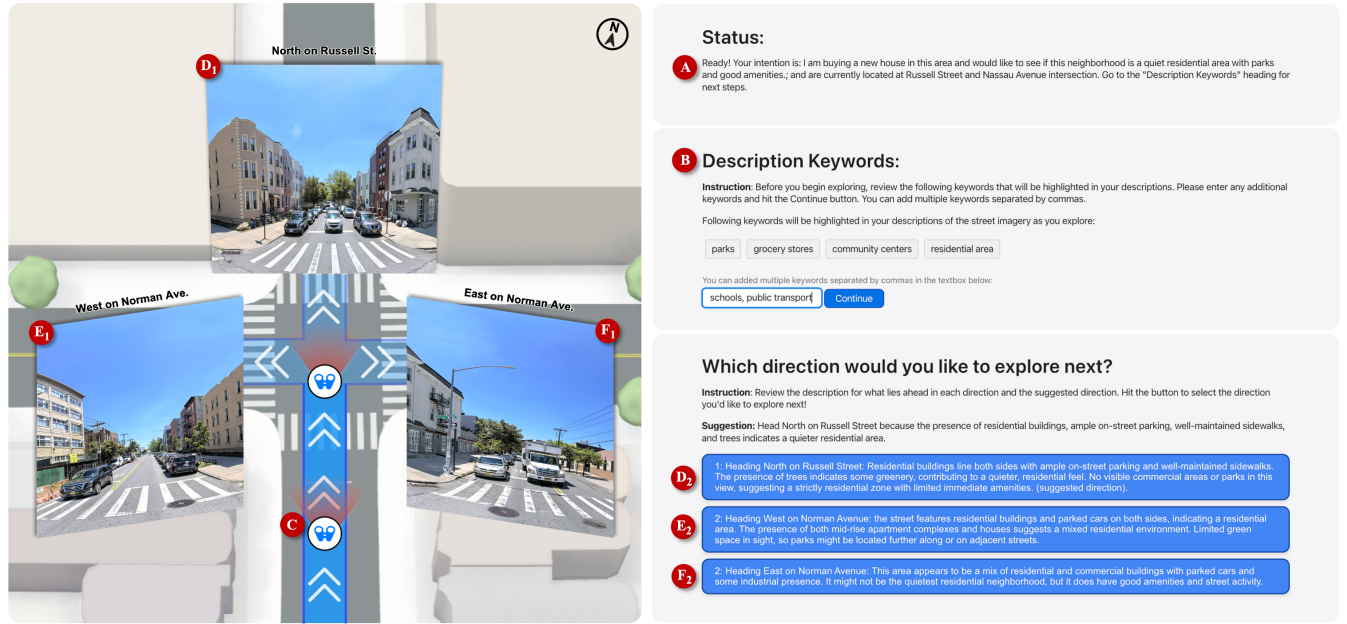 N
North on Russell St.
D1
West on Norman Ave.
East on Norman Ave.
E1
F1
C
Status:
A
Ready! Your intention is: I am buying a new house in this area and would like to see if this neighborhood is a quiet residential area with parks
and good amenities.; and are currently located at Russell Street and Nassau Avenue intersection. Go to the "Description Keywords" heading for
next steps.
B
Description Keywords:
Instruction: Before you begin exploring, review the following keywords that will be highlighted in your descriptions. Please enter any additional
keywords and hit the Continue button. You can add multiple keywords separated by commas.
Following keywords will be highlighted in your descriptions of the street imagery as you explore:
parks grocery stores community centers residential area
You can added multiple keywords separated by commas in the textbox below:
schools, public transport Continue
Which direction would you like to explore next?
Instruction: Review the description for what lies ahead in each direction and the suggested direction. Hit the button to select the direction
you'd like to explore next!
Suggestion: Head North on Russell Street because the presence of residential buildings, ample on-street parking, well-maintained sidewalks,
and trees indicates a quieter residential area.
D2
1: Heading North on Russell Street: Residential buildings line both sides with ample on-street parking and well-maintained sidewalks.
The presence of trees indicates some greenery, contributing to a quieter, residential feel. No visible commercial areas or parks in this
view, suggesting a strictly residential zone with limited immediate amenities. (suggested direction).
E2
2: Heading West on Norman Avenue: the street features residential buildings and parked cars on both sides, indicating a residential
area. The presence of both mid-rise apartment complexes and houses suggests a mixed residential environment. Limited green
space in sight, so parks might be located further along or on adjacent streets.
F2
2: Heading East on Norman Avenue: This area appears to be a mix of residential and commercial buildings with parked cars and
some industrial presence. It might not be the quietest residential neighborhood, but it does have good amenities and street activity.